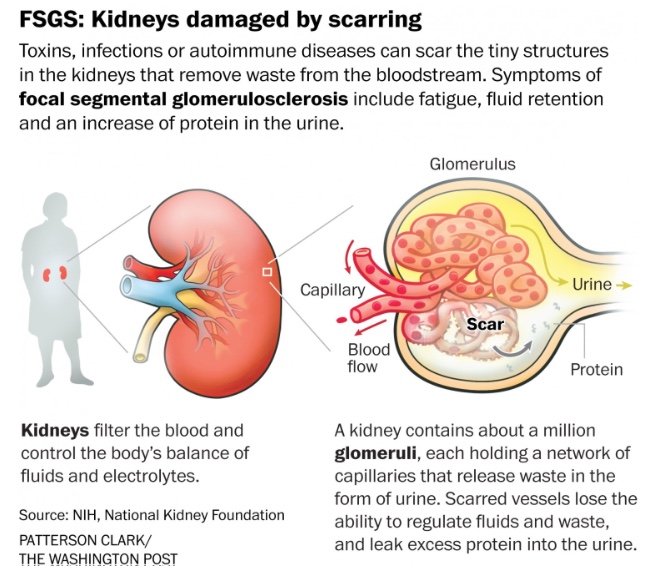 FSGS: Kidneys damaged by scarring
Toxins, infections or autoimmune diseases can scar the tiny structures
in the kidneys that remove waste from the bloodstream. Symptoms of
focal segmental glomerulosclerosis include fatigue, fluid retention
and an increase of protein in the urine.
Glomerulus
Capillary
Urine
Scar
Blood
flow
Protein
Kidneys filter the blood and
control the body's balance of
fluids and electrolytes.
A kidney contains about a million
glomeruli, each holding a network of
capillaries that release waste in the
form of urine. Scarred vessels lose the
ability to regulate fluids and waste,
and leak excess protein into the urine.
Source: NIH, National Kidney Foundation
PATTERSON CLARK/
THE WASHINGTON POST